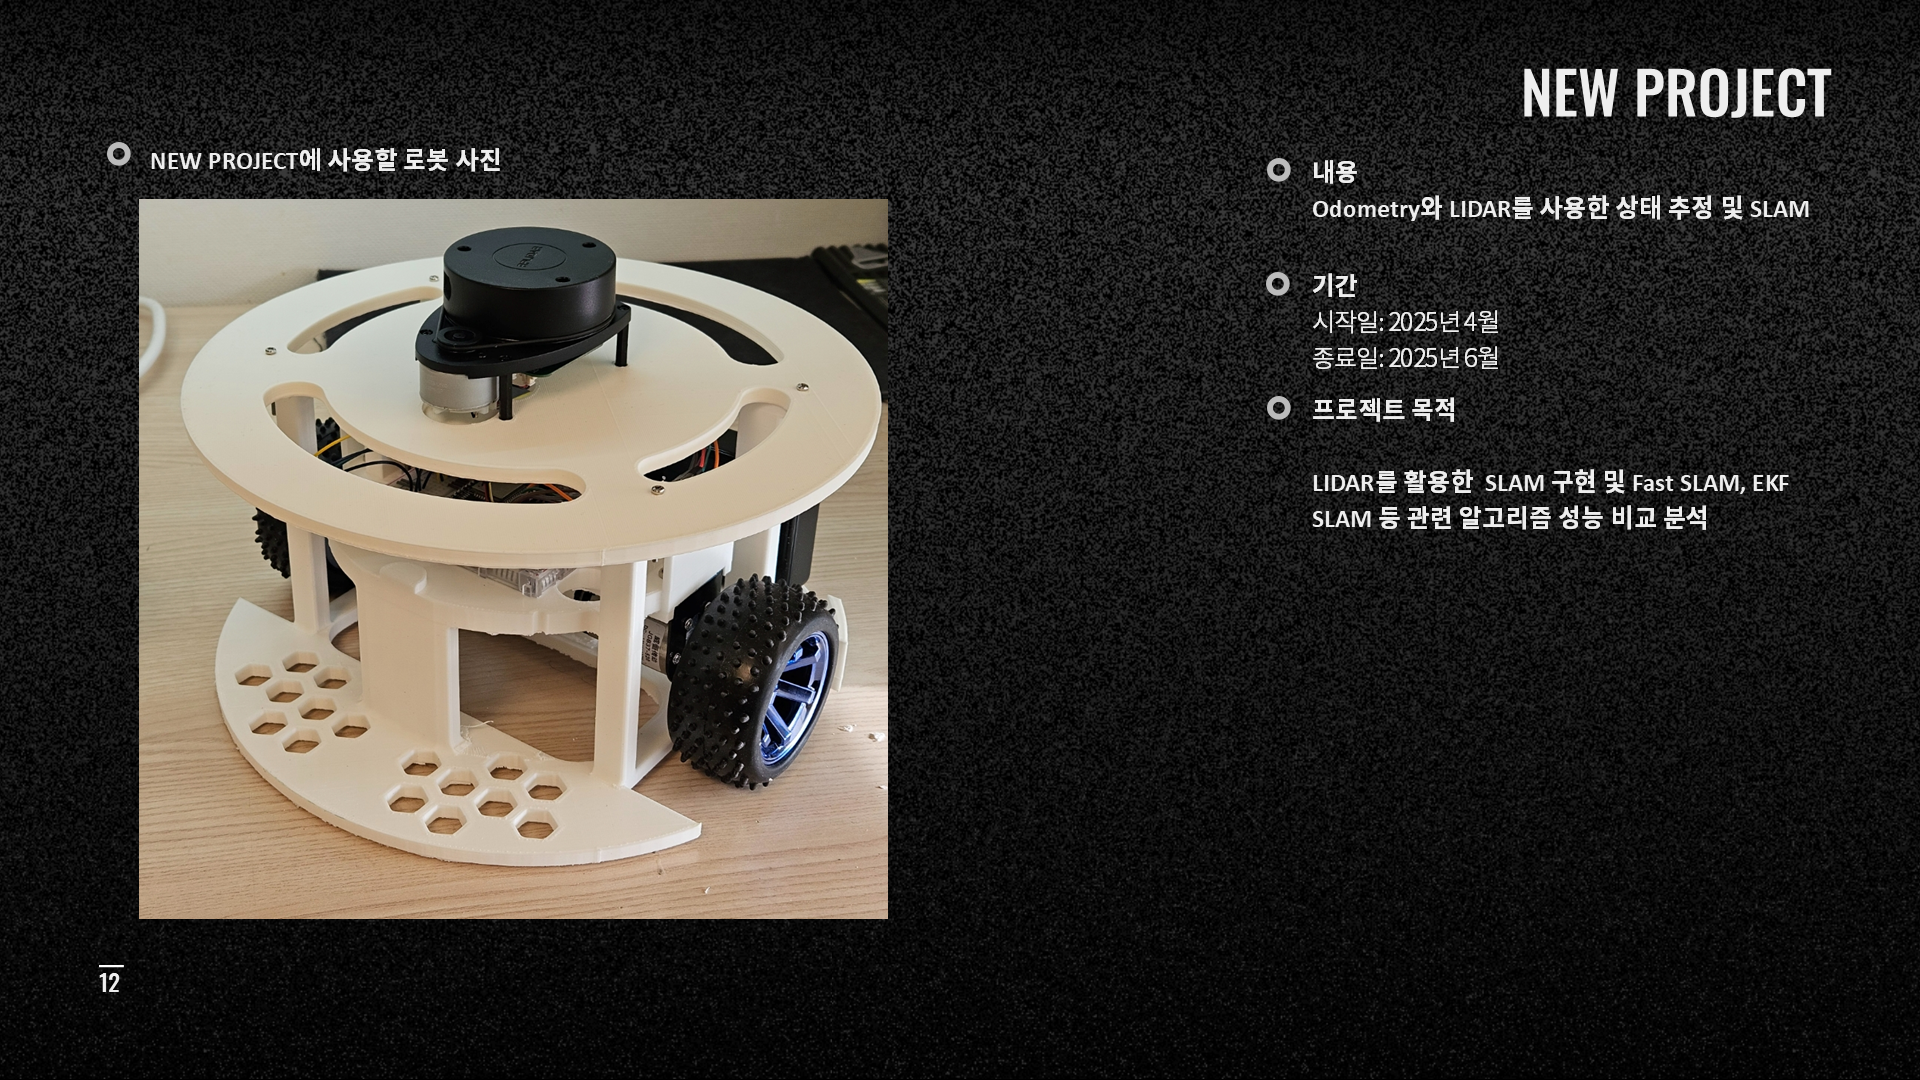 NEW PROJECT
NEW PROJECT에 사용할 로봇 사진
내용
Odometry와 LIDAR를 사용한 상태 추정 및 SLAM
기간
시작일: 2025년 4월
종료일: 2025년 6월
프로젝트 목적
LIDAR를 활용한 SLAM 구현 및 Fast SLAM, EKF
SLAM 등 관련 알고리즘 성능 비교 분석
12